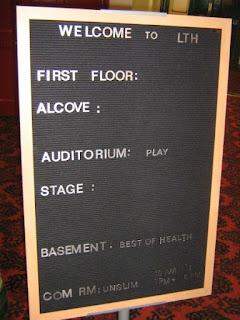 WELCOME TO LTH
FIRST FLOOR:
ALCOVE :
AUDITORIUM: PLAY
STAGE :
BASEMENT: BEST OF HEALTH
COM RM: UNSLIM